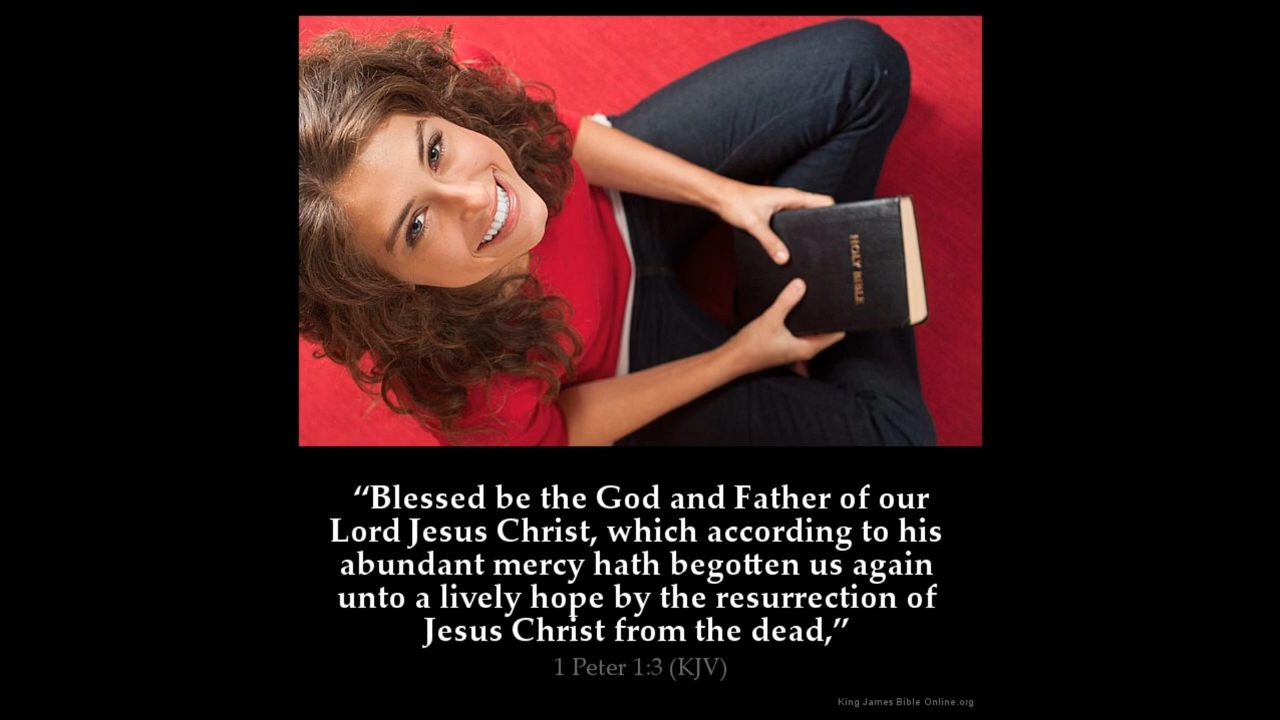 HOLY BIBLE
“Blessed be the God and Father of our
Lord Jesus Christ, which according to his
abundant mercy hath begotten us again
unto a lively hope by the resurrection of
Jesus Christ from the dead,”
1 Peter 1:3 (KJV)
King James Bible Online.org